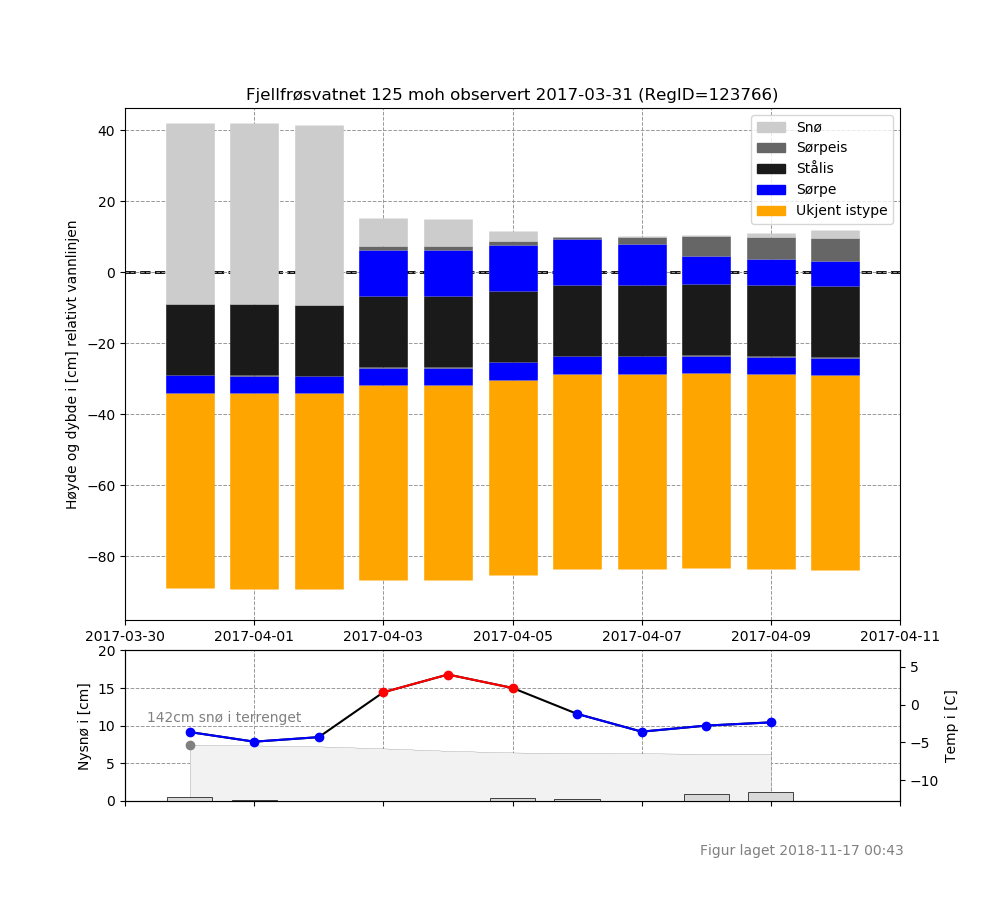 Fjellfrøsvatnet 125 moh observert 2017-03-31 (RegID=123766)
Høyde og dybde i [cm] relativt vannlinjen
40
20
0
−20
−40
−60
−80
Snø
Sørpeis
Stålis
Sørpe
Ukjent istype
2017-03-30 2017-04-01 2017-04-03 2017-04-05 2017-04-07 2017-04-09 2017-04-11
Nysnø i [cm]
20
15
10
5
0
142cm snø i terrenget
5
0
−5
−10
Temp i [C]
Figur laget 2018-11-17 00:43